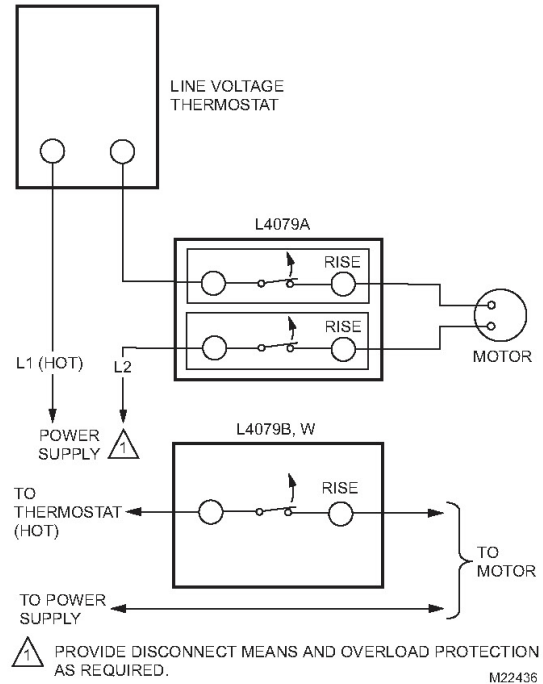 LINE VOLTAGE
THERMOSTAT
L4079A
RISE
RISE
MOTOR
L1 (HOT)
L2
POWER
SUPPLY
1
L4079B, W
RISE
TO
THERMOSTAT
(HOT)
TO
MOTOR
TO POWER
SUPPLY
1 PROVIDE DISCONNECT MEANS AND OVERLOAD PROTECTION
AS REQUIRED.
M22436